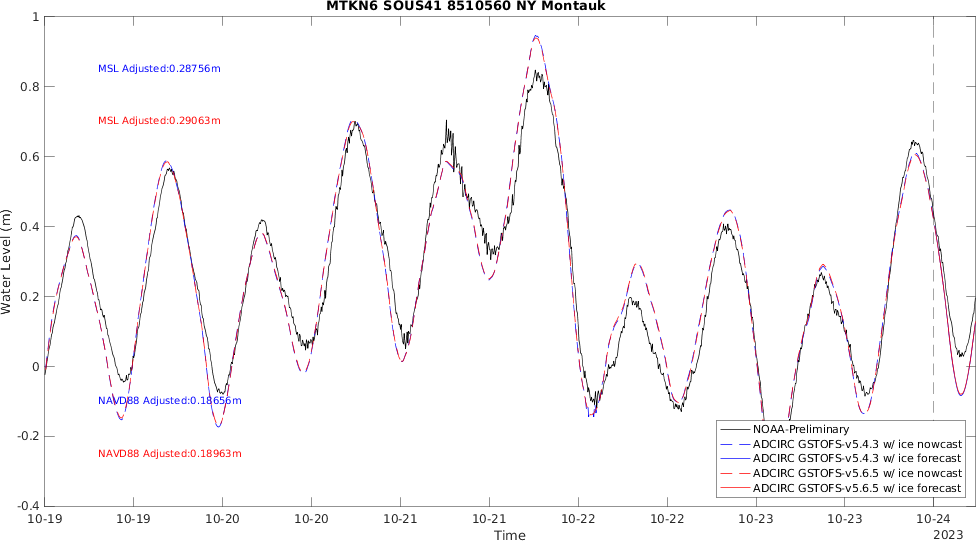 MTKN6 SOUS41 8510560 NY Montauk
1
0.8
0.6
0.4
0.2
0
-0.2
-0.4
Water Level (m)
MSL Adjusted:0.28756m
MSL Adjusted:0.29063m
NAVD88 Adjusted:0.18656m
NAVD88 Adjusted:0.18963m
NOAA-Preliminary
ADCIRC GSTOFS-v5.4.3 w/ ice nowcast
ADCIRC GSTOFS-v5.4.3 w/ ice forecast
ADCIRC GSTOFS-v5.6.5 w/ ice nowcast
ADCIRC GSTOFS-v5.6.5 w/ ice forecast
10-19 10-19 10-20 10-20 10-21 10-21 10-22 10-22 10-23 10-23 10-24
2023
Time